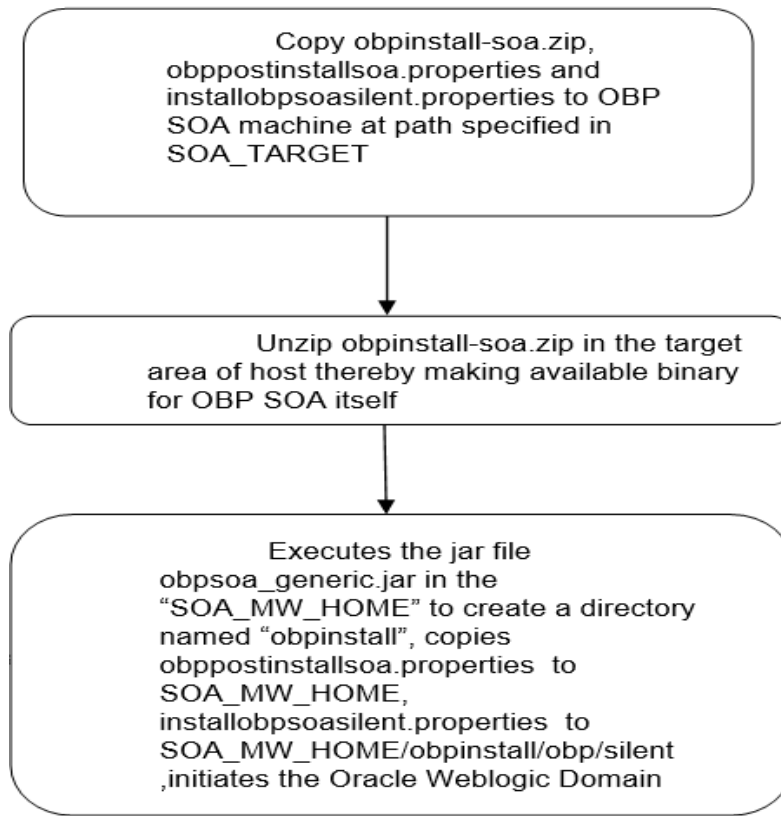 Copy obpinstall-soa.zip,
obppostinstallsoa.properties and
installobpsoasilent.properties to OBP
SOA machine at path specified in
SOA_TARGET
Unzip obpinstall-soa.zip in the target
area of host thereby making available binary
for OBP SOA itself
Executes the jar file
obpsoa_generic.jar in the
“SOA_MW_HOME” to create a directory
named “obpinstall”, copies
obppostinstallsoa.properties to
SOA_MW_HOME,
installobpsoasilent.properties to
SOA_MW_HOME/obpinstall/obp/silent
,initiates the Oracle Weblogic Domain